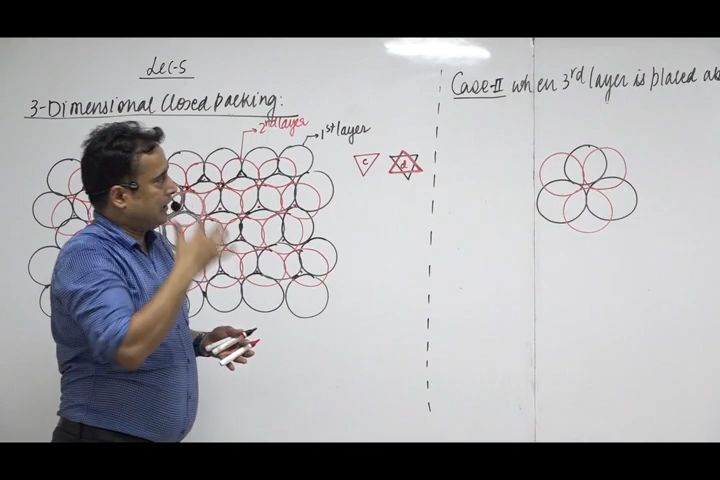 Lec-5
3-Dimensional Closed packing:
2nd layer
1st layer
c
d
Case-II when 3rd layer is placed ab